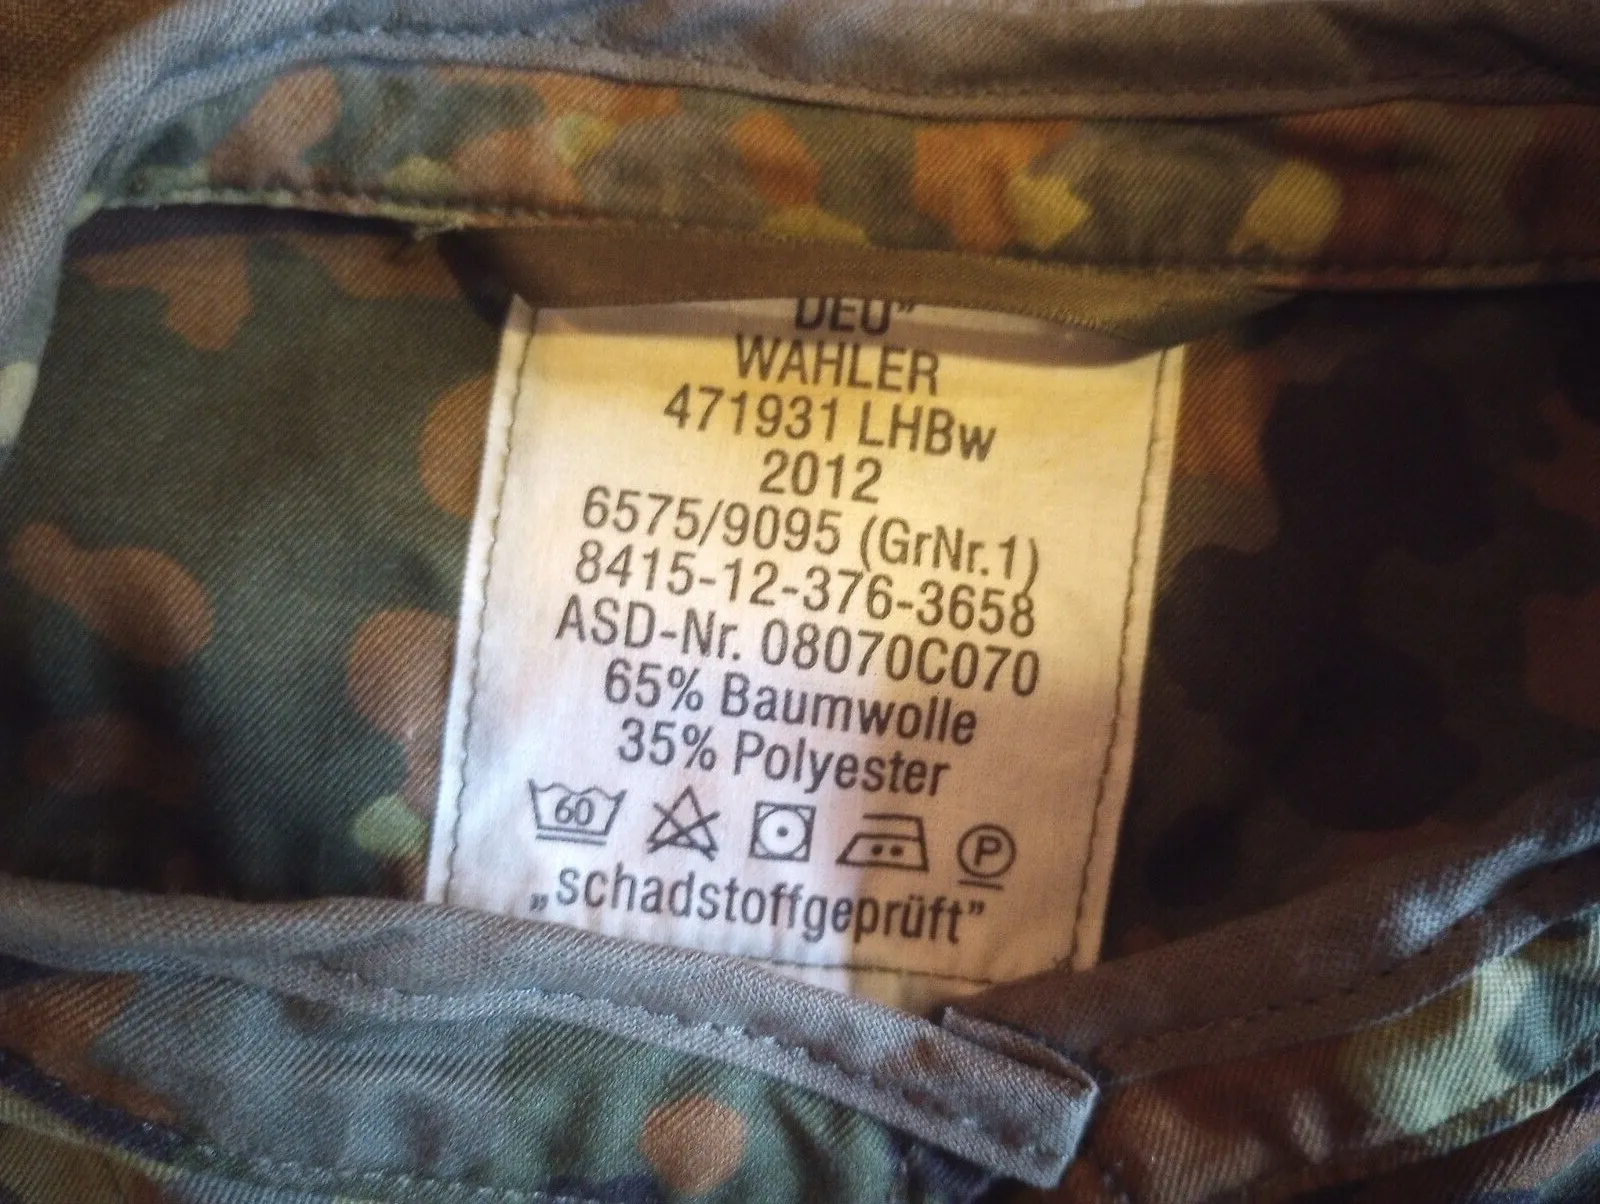 DEU”
WAHLER
471931 LHBw
2012
6575/9095 (GrNr.1)
8415-12-376-3658
ASD-Nr. 08070C070
65% Baumwolle
35% Polyester
60 P
„schadstoffgeprüft”